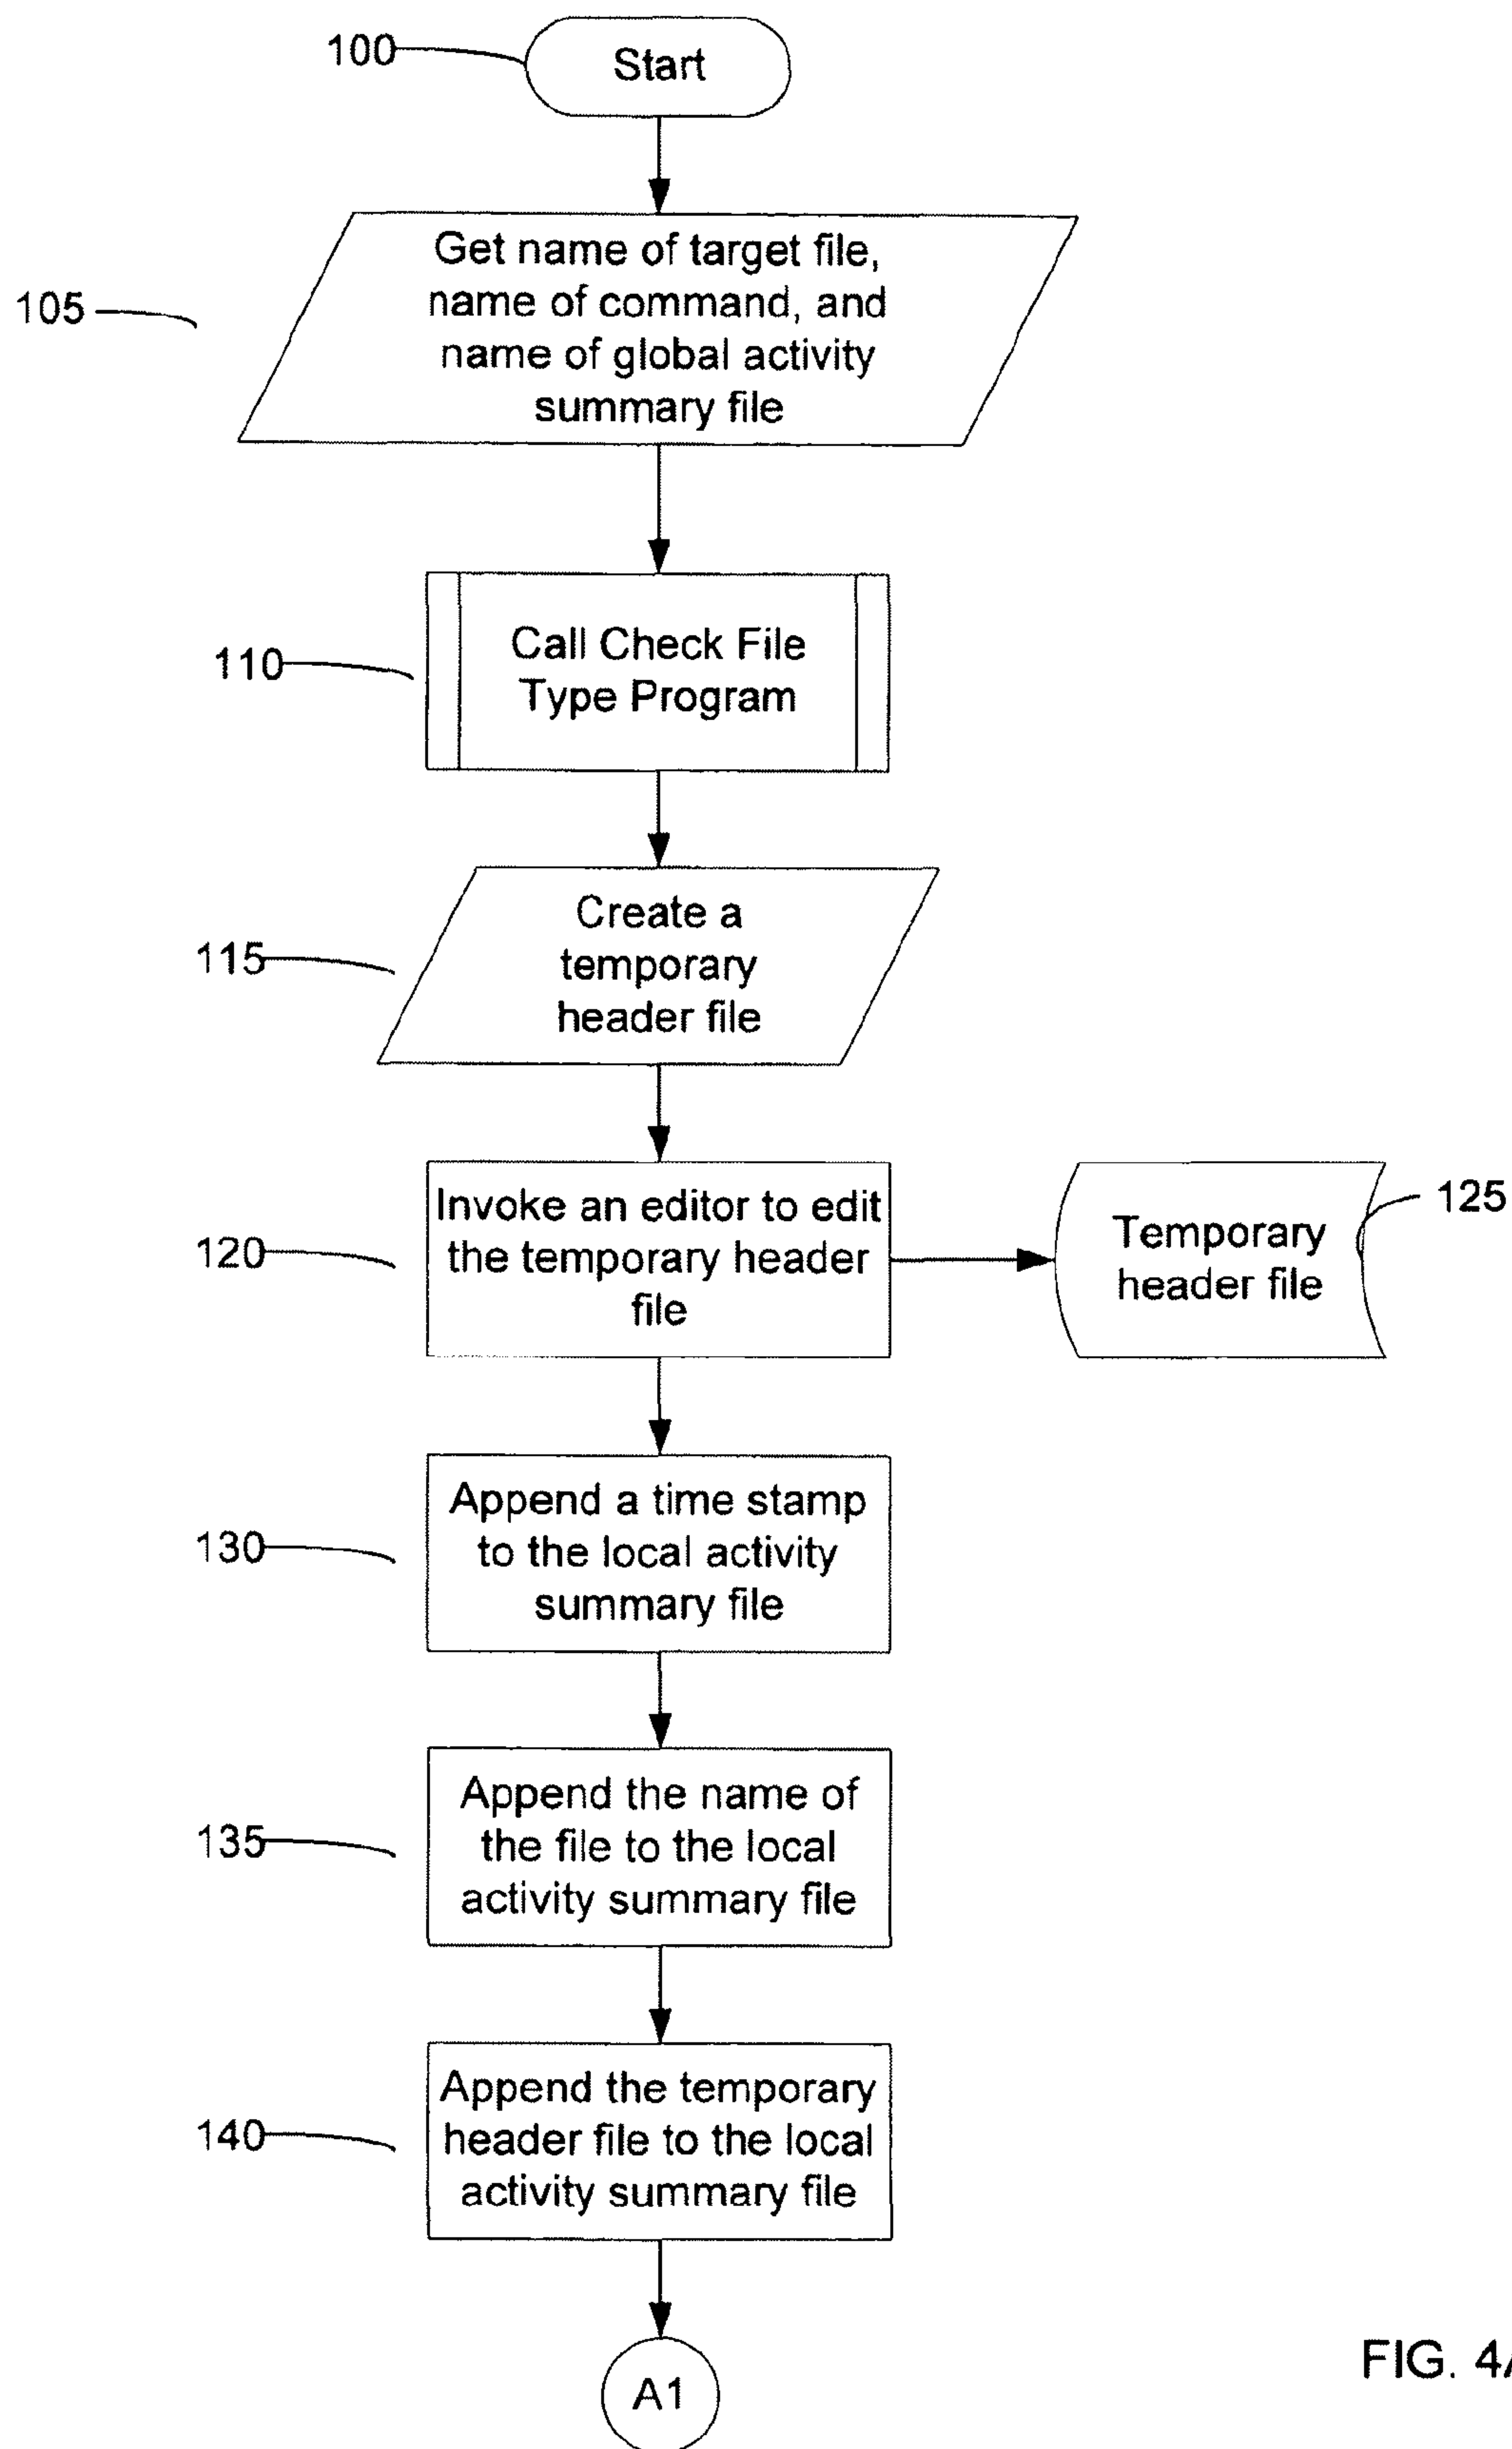 100
Start
105
Get name of target file,
name of command, and
name of global activity
summary file
110
Call Check File
Type Program
115
Create a
temporary
header file
120
Invoke an editor to edit
the temporary header
file
125
Temporary
header file
130
Append a time stamp
to the local activity
summary file
135
Append the name of
the file to the local
activity summary file
140
Append the temporary
header file to the local
activity summary file
A1
FIG. 4A